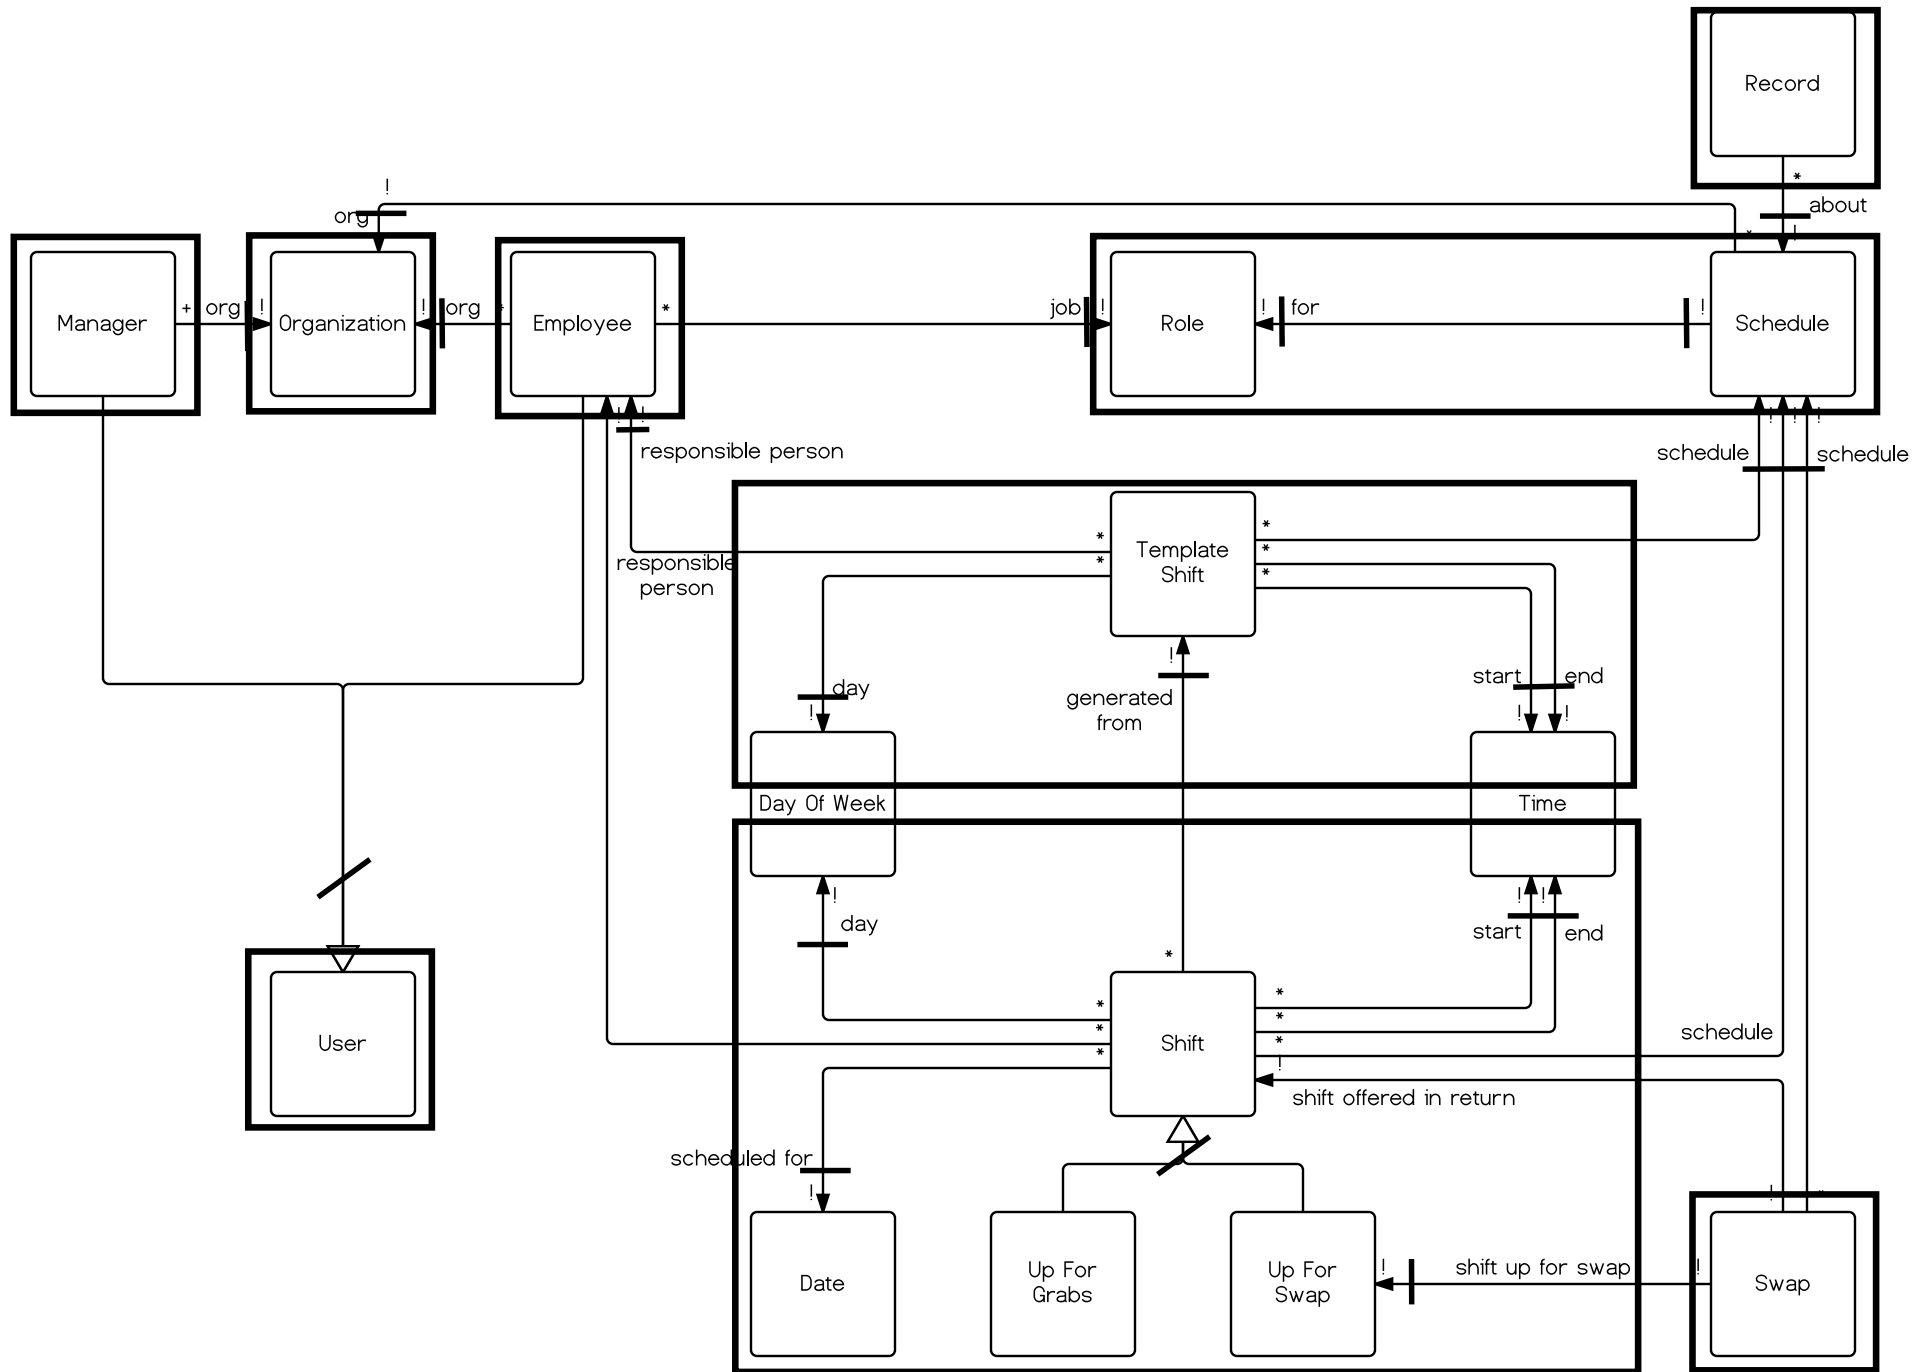 Record
!
*
org
about
!
*
Manager
+
org
!
Organization
!
org
*
Employee
*
job
!
Role
!
for
!
Schedule
!
!
!
!
!
responsible person
schedule
schedule
*
Template
Shift
*
*
*
*
responsible
person
!
generated
from
day
!
start
end
!
!
Day Of Week
Time
!
!
!
day
start
end
*
*
*
*
User
*
Shift
*
*
schedule
!
shift offered in return
scheduled for
!
!
*
Date
Up For
Grabs
Up For
Swap
!
shift up for swap
!
Swap